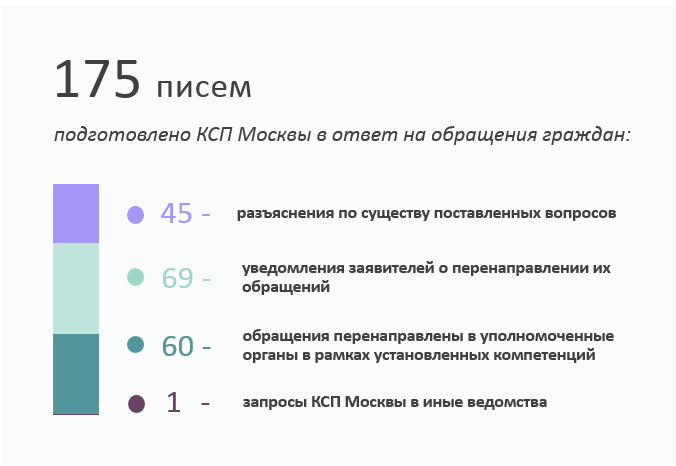 175 писем
подготовлено КСП Москвы в ответ на обращения граждан:
45 - разъяснения по существу поставленных вопросов
69 - уведомления заявителей о перенаправлении их
обращений
60 - обращения перенаправлены в уполномоченные
органы в рамках установленных компетенций
1 - запросы КСП Москвы в иные ведомства